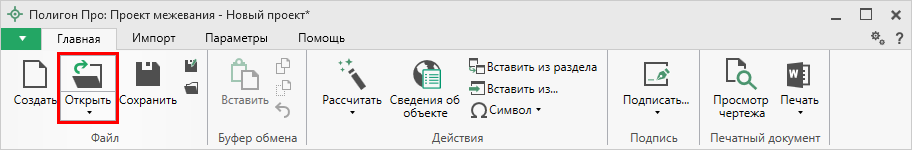 Полигон Про: Проект межевания - Новый проект*
Главная Импорт Параметры Помощь ?
Создать Открыть Сохранить
Файл
Вставить
Буфер обмена
Рассчитать Сведения об объекте
Вставить из раздела
Вставить из...
Ω Символ
Действия
Подписать...
Подпись
Просмотр чертежа
W Печать
Печатный документ